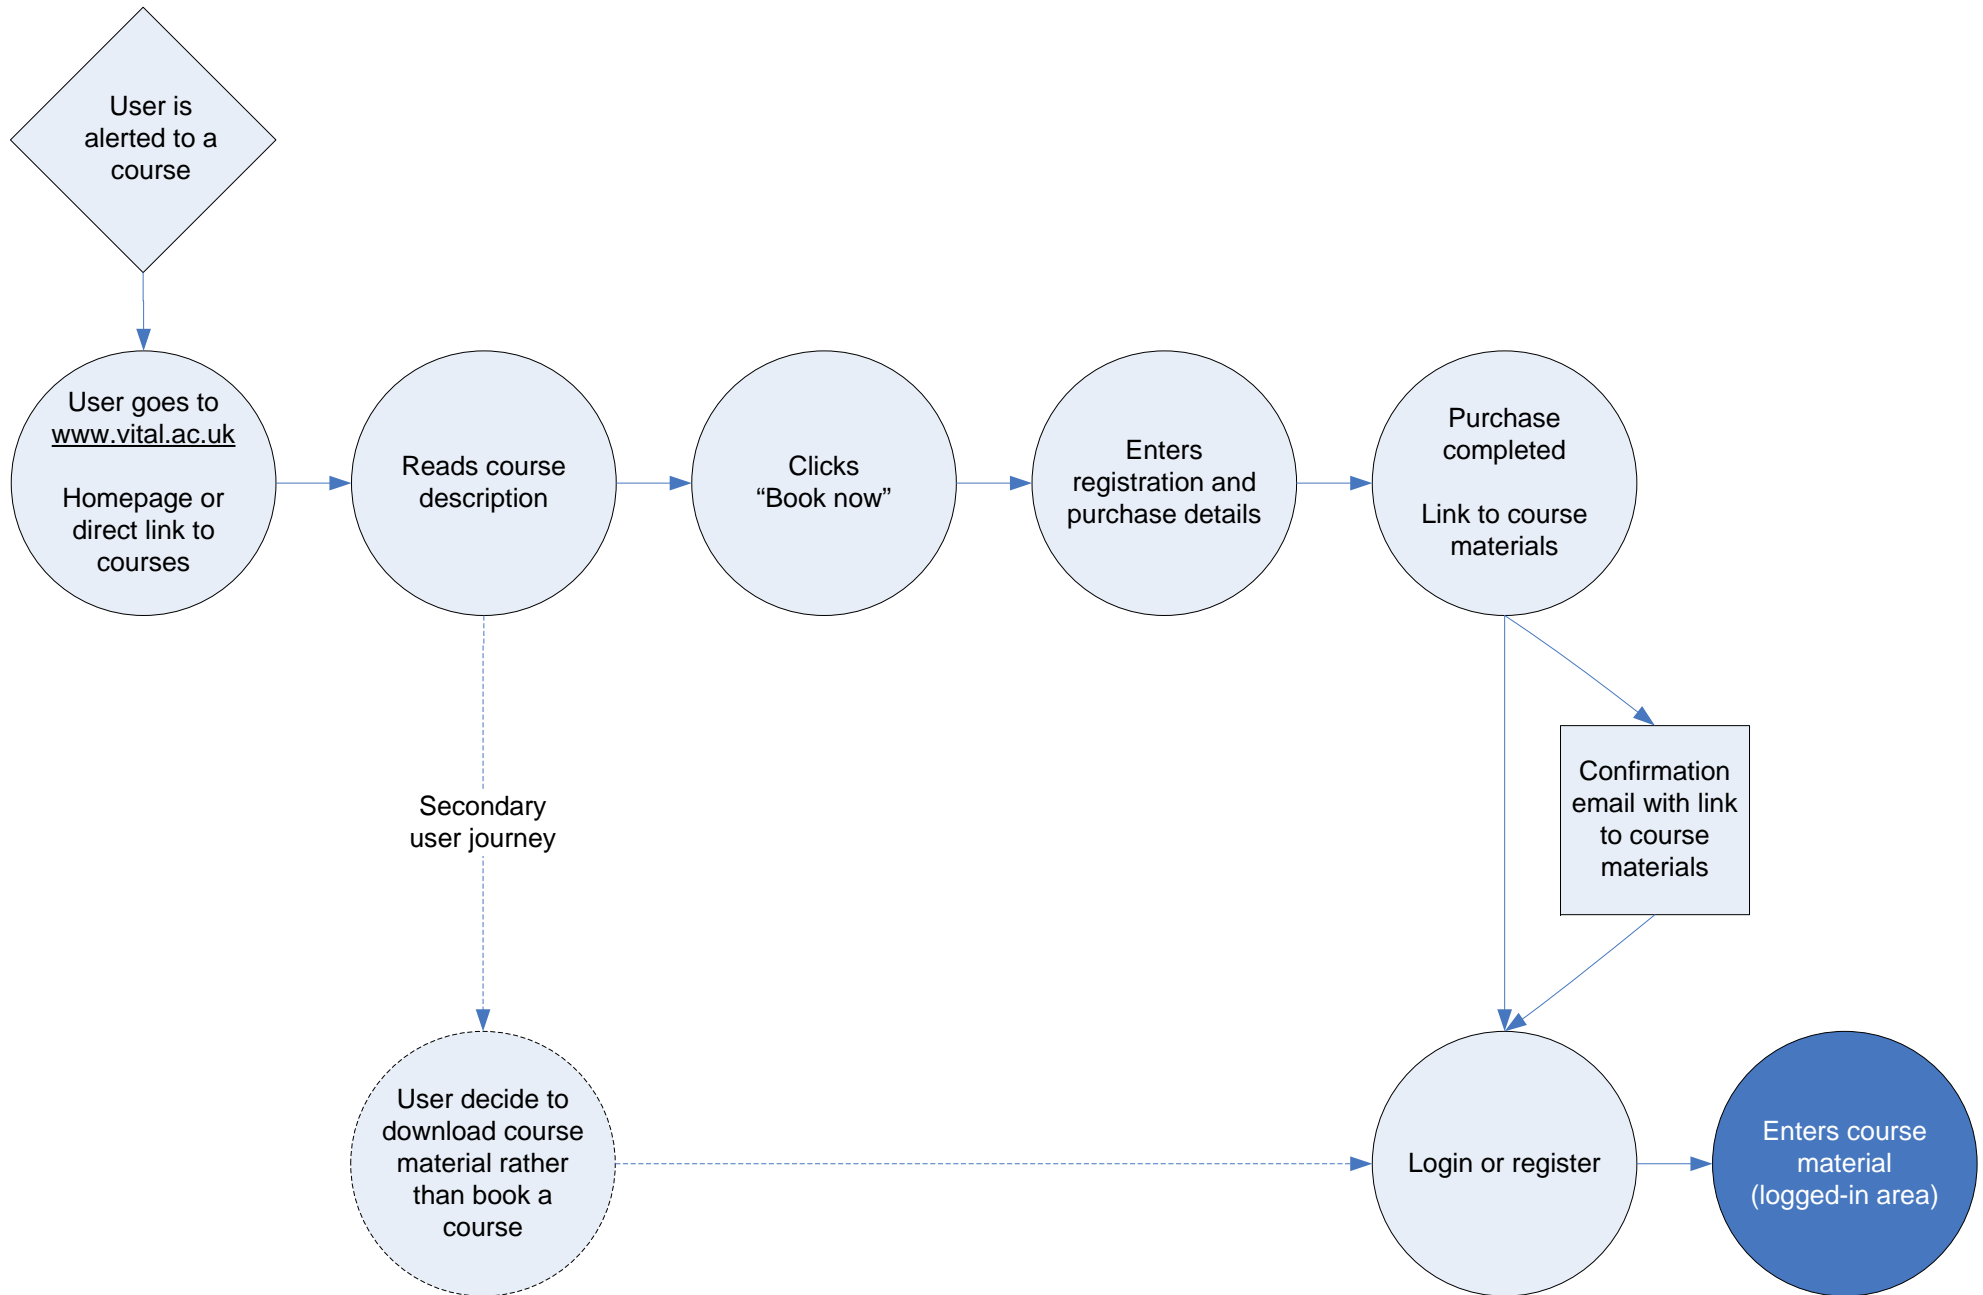 User is
alerted to a
course
User goes to
www.vital.ac.uk
Homepage or
direct link to
courses
Reads course
description
Clicks
“Book now”
Enters
registration and
purchase details
Purchase
completed
Link to course
materials
Secondary
user journey
Confirmation
email with link
to course
materials
User decide to
download course
material rather
than book a
course
Login or register
Enters course
material
(logged-in area)